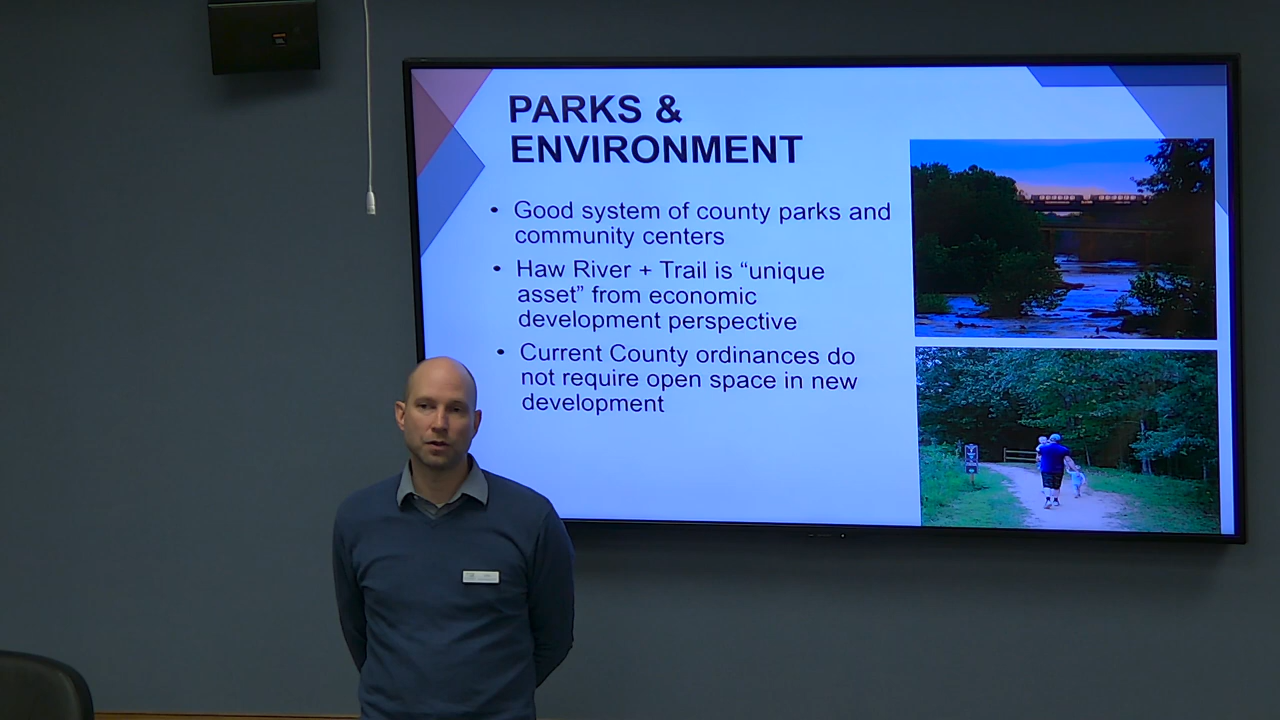 PARKS &
ENVIRONMENT
• Good system of county parks and
community centers
• Haw River + Trail is “unique
asset” from economic
development perspective
• Current County ordinances do
not require open space in new
development